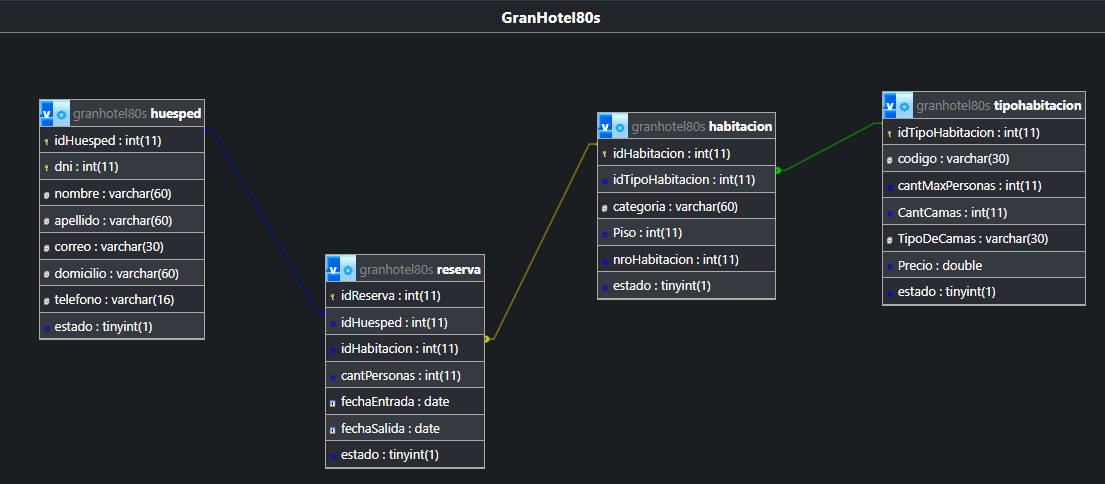 GranHotel80s
v granhotel80s huesped
idHuesped : int(11)
dni : int(11)
nombre : varchar(60)
apellido : varchar(60)
correo : varchar(30)
domicilio : varchar(60)
telefono : varchar(16)
estado : tinyint(1)
v granhotel80s reserva
idReserva : int(11)
idHuesped : int(11)
idHabitacion : int(11)
cantPersonas : int(11)
fechaEntrada : date
fechaSalida : date
estado : tinyint(1)
v granhotel80s habitacion
idHabitacion : int(11)
idTipoHabitacion : int(11)
categoria : varchar(60)
Piso : int(11)
nroHabitacion : int(11)
estado : tinyint(1)
v granhotel80s tipohabitacion
idTipoHabitacion : int(11)
codigo : varchar(30)
cantMaxPersonas : int(11)
CantCamas : int(11)
TipoDeCamas : varchar(30)
Precio : double
estado : tinyint(1)